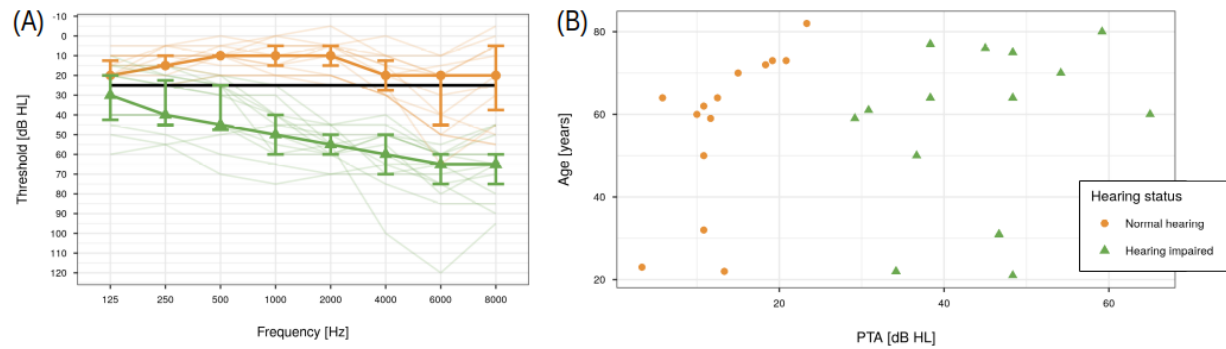 (A)
Threshold [dB HL]
-10
0
10
20
30
40
50
60
70
80
90
100
110
120
125 250 500 1000 2000 4000 6000 8000
Frequency [Hz]
(B)
Age [years]
80
60
40
20
20 40 60
PTA [dB HL]
Hearing status
Normal hearing
Hearing impaired